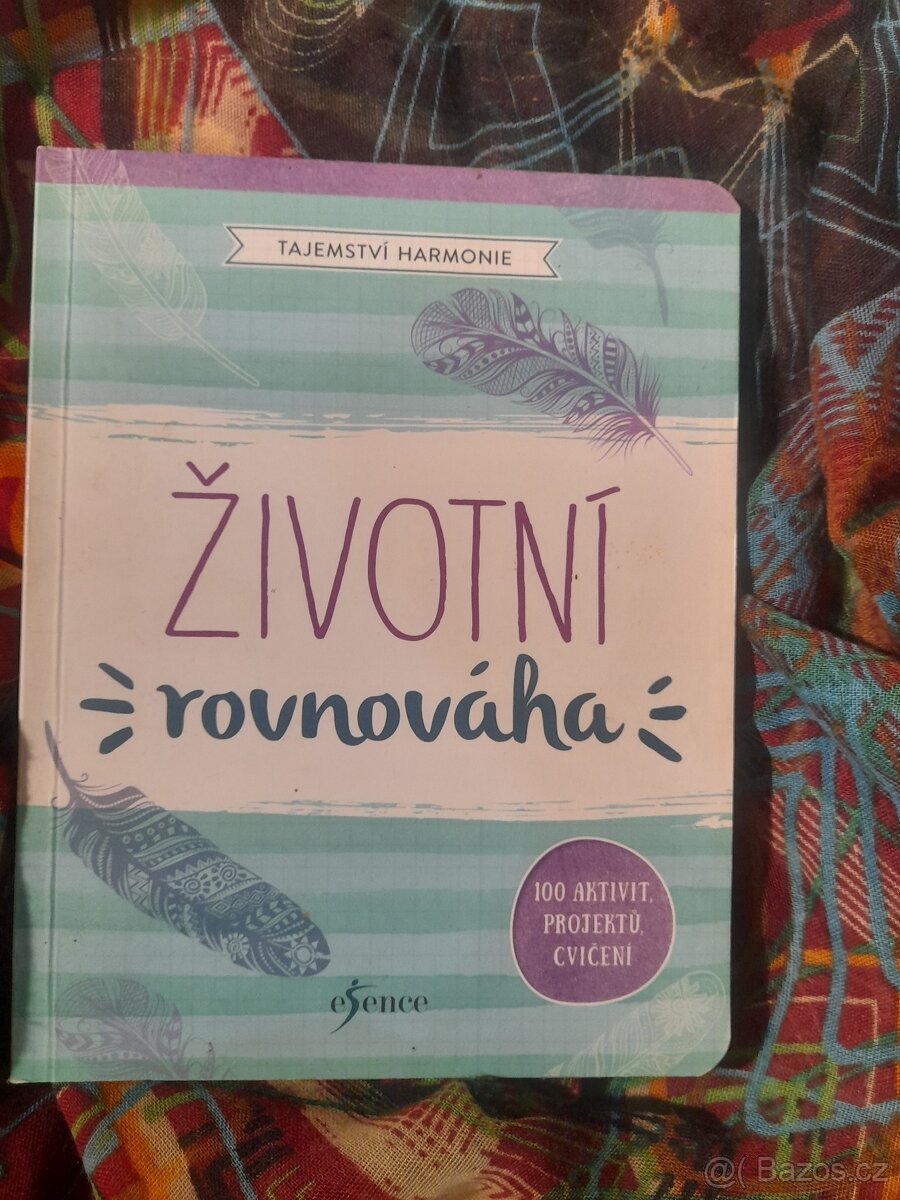 TAJEMSTVÍ HARMONIE
ŽIVOTNÍ
rovnováha
100 AKTIVIT,
PROJEKTŮ,
CVIČENÍ
esence
@( Bazos.cz